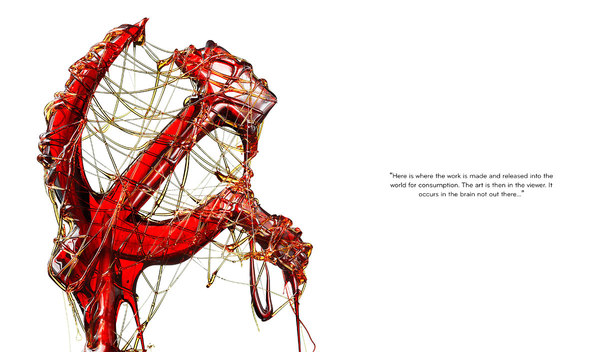 "Here is where the work is made and released into the
world for consumption. The art is then in the viewer. It
occurs in the brain not out there..."